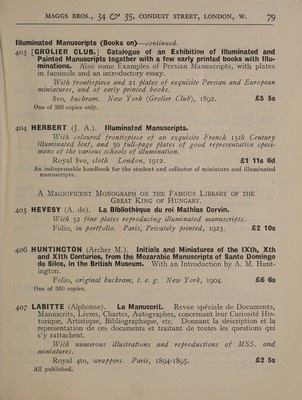 MAGGS BROS., 34 & 35, CONDUIT STREET, LONDON, W. 79
Illuminated Manuscripts (Books on)—continued.
403 [GROLIER CLUB.] Catalogue of an Exhibition of Illuminated and
Painted Manuscripts together with a few early printed books with Illu-
minations. Also some Examples of Persian Manuscripts, with plates
in facsimile and an introductory essay.
With frontispiece and 21 plates of exquisite Persian and European
miniatures, and of early printed books.
8vo, buckram. New York (Grolier Club), 1892. £5 5s
One of 350 copies only.
404 HERBERT (J. A.). Illuminated Manuscripts.
With coloured frontispiece of an exquisite French 15th Century
illuminated leaf, and 50 full-page plates of good representative speci-
mens of the various schools of illumination.
Royal 8vo, cloth London, 1912. £1 11s 6d
An indispensable handbook for the student and collector of miniature and illuminated
manuscripts.
A MAGNIFICENT MONOGRAPH ON THE FAMOUS LIBRARY OF THE
GREAT KING OF HUNGARY.
405 HEVESY (A. de). La Bibliothèque du roi Mathias Corvin.
With 52 fine plates reproducing illuminated manuscripts.
Folio, in portfolio. Paris, Privately printed, 1923. £2 10s
406 HUNTINGTON (Archer M.). Initials and Miniatures of the IXth, Xth
and XIth Centuries, from the Mozarabic Manuscripts of Santo Domingo
de Silos, in the British Museum. With an Introduction by A. M. Hunt-
ington.
Folio, original buckram, t. e. g. New York, 1904. £6 6s
One of 350 copies.
407 LABITTE (Alphonse). Le Manuscrit. Revue spéciale de Documents,
Manuscrits, Livres, Chartes, Autographes, concernant leur Curiosité His-
torique, Artistique, Bibliographique, etc. Donnant la description et la
représentation de ces documents et traitant de toutes les questions qui
s'y rattachent.
With numerous illustrations and reproductions of MSS. and
miniatures.
Royal 4to, wrappers. Paris, 1894-1895. £2 5s
All published.